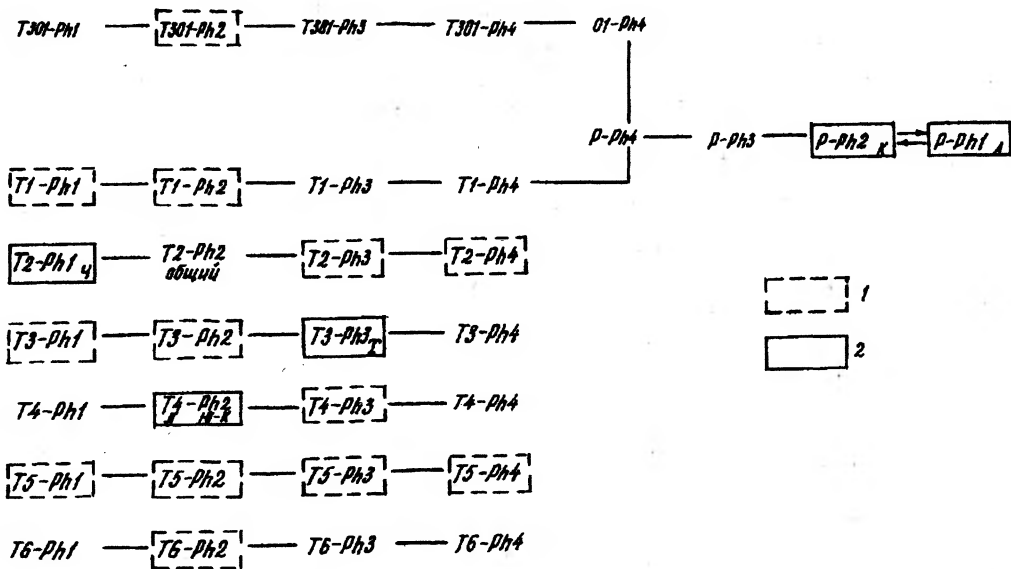 T301-Ph1 T301-Ph2 T301-Ph3 T301-Ph4 01-Ph4
P-Ph4 P-Ph3 P-Ph2 K P-Ph1 A
T1-Ph1 T1-Ph2 T1-Ph3 T1-Ph4
T2-Ph1 Ч T2-Ph2 T2-Ph3 T2-Ph4
общий
1
T3-Ph1 T3-Ph2 T3-Ph3 T T3-Ph4
2
T4-Ph1 T4-Ph2 T4-Ph3 T4-Ph4
T5-Ph1 T5-Ph2 T5-Ph3 T5-Ph4
T6-Ph1 T6-Ph2 T6-Ph3 T6-Ph4